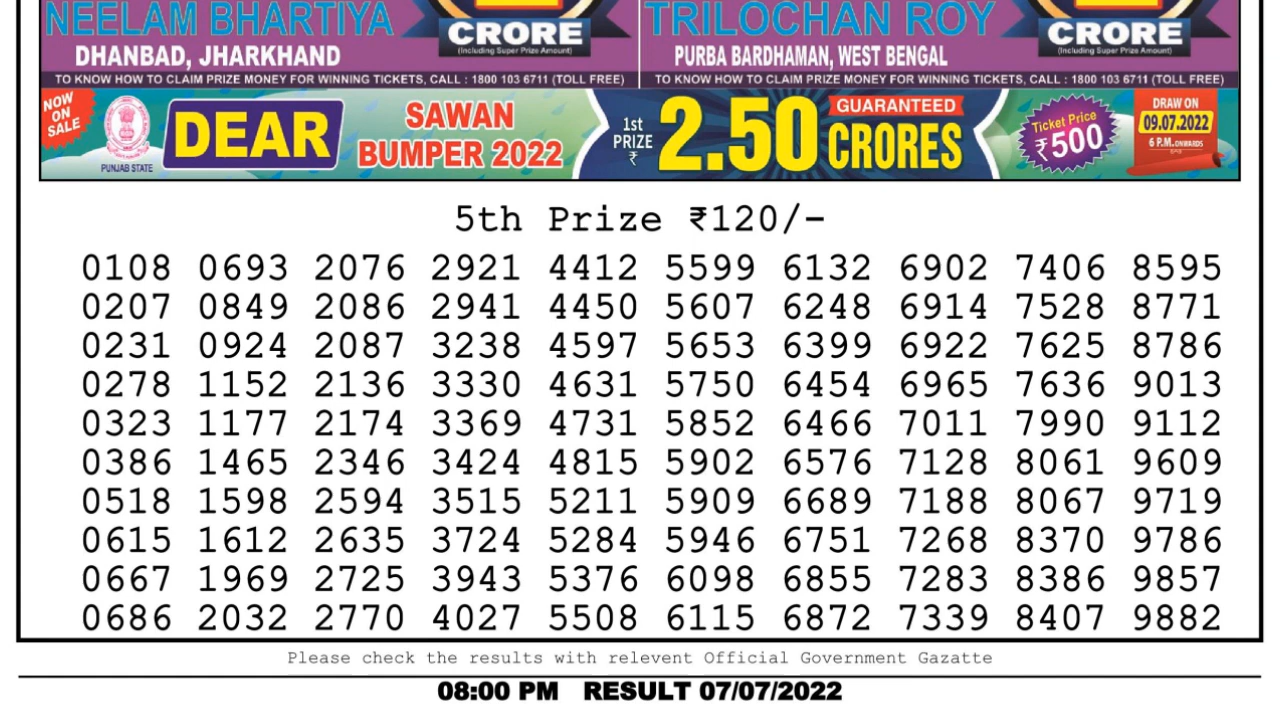 NEELAM BHARTIYA
CRORE
(Including Super Prize Amount)
DHANBAD, JHARKHAND
TRILOCHAN ROY
CRORE
(Including Super Prize Amount)
PURBA BARDHAMAN, WEST BENGAL
TO KNOW HOW TO CLAIM PRIZE MONEY FOR WINNING TICKETS, CALL : 1800 103 6711 (TOLL FREE)
TO KNOW HOW TO CLAIM PRIZE MONEY FOR WINNING TICKETS, CALL : 1800 103 6711 (TOLL FREE)
NOW
ON
SALE
PUNJAB STATE
DEAR
SAWAN
BUMPER 2022
1st
PRIZE
₹
2.50
GUARANTEED
CRORES
Ticket Price
₹500
DRAW ON
09.07.2022
6 P.M. ONWARDS
5th Prize ₹120/-
0108 0693 2076 2921 4412 5599 6132 6902 7406 8595
0207 0849 2086 2941 4450 5607 6248 6914 7528 8771
0231 0924 2087 3238 4597 5653 6399 6922 7625 8786
0278 1152 2136 3330 4631 5750 6454 6965 7636 9013
0323 1177 2174 3369 4731 5852 6466 7011 7990 9112
0386 1465 2346 3424 4815 5902 6576 7128 8061 9609
0518 1598 2594 3515 5211 5909 6689 7188 8067 9719
0615 1612 2635 3724 5284 5946 6751 7268 8370 9786
0667 1969 2725 3943 5376 6098 6855 7283 8386 9857
0686 2032 2770 4027 5508 6115 6872 7339 8407 9882
Please check the results with relevent Official Government Gazatte
08:00 PM RESULT 07/07/2022